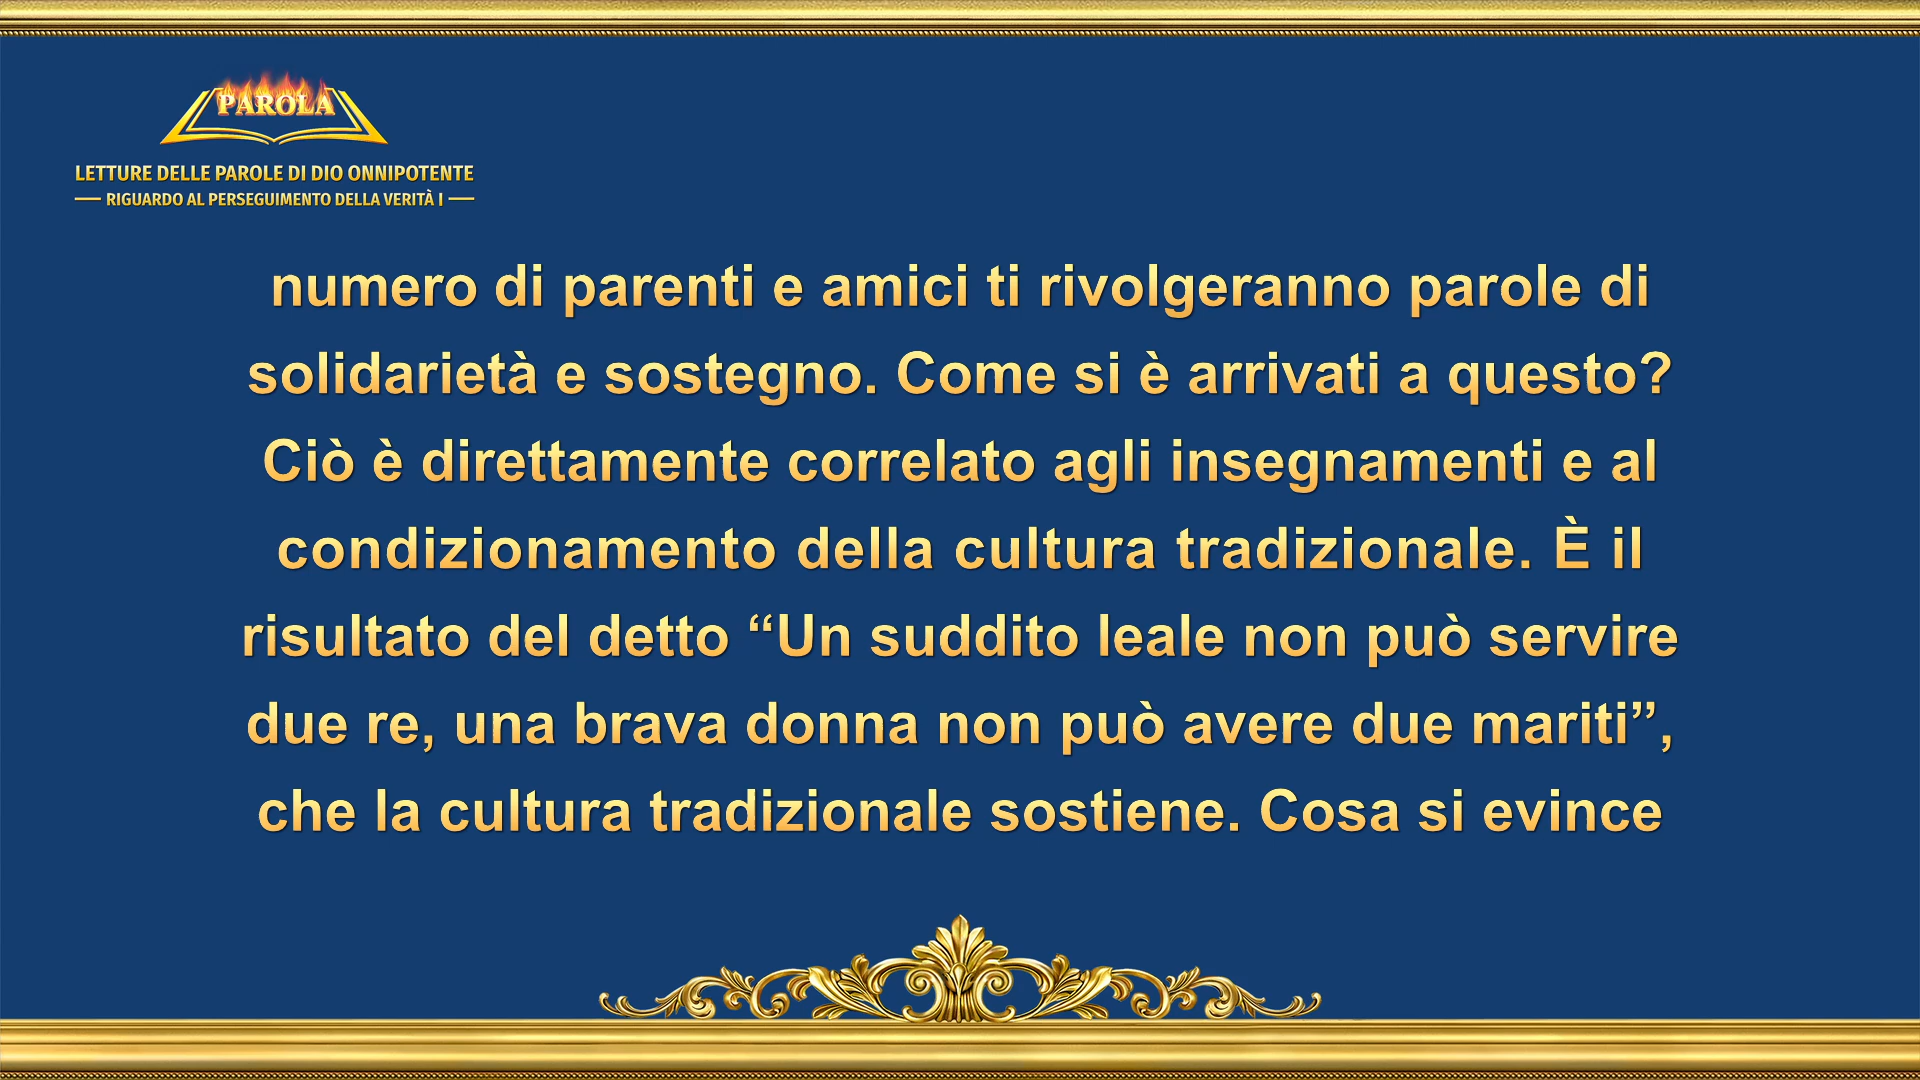 PAROLA
LETTURE DELLE PAROLE DI DIO ONNIPOTENTE
RIGUARDO AL PERSEGUIMENTO DELLA VERITÀ I
numero di parenti e amici ti rivolgeranno parole di
solidarietà e sostegno. Come si è arrivati a questo?
Ciò è direttamente correlato agli insegnamenti e al
condizionamento della cultura tradizionale. È il
risultato del detto “Un suddito leale non può servire
due re, una brava donna non può avere due mariti”,
che la cultura tradizionale sostiene. Cosa si evince